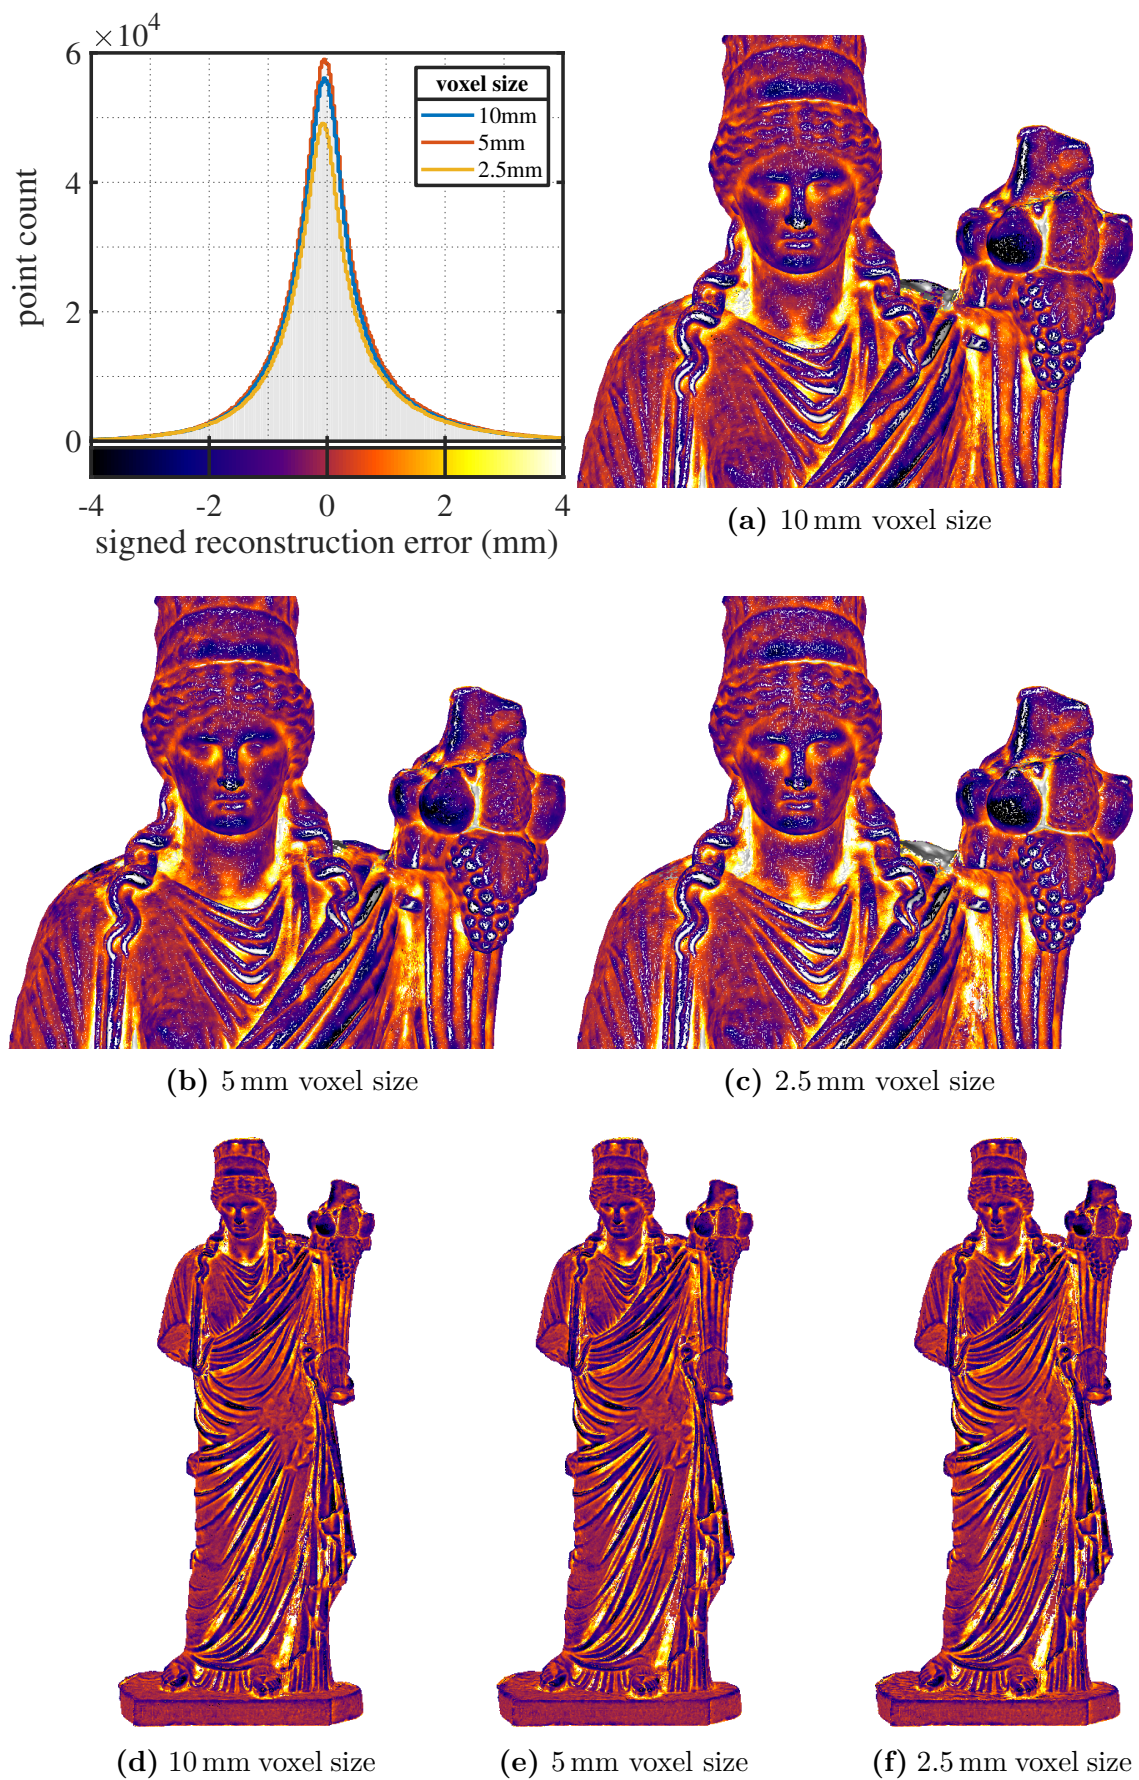 ×10⁴
6
4
2
0
point count
voxel size
10mm
5mm
2.5mm
-4 -2 0 2 4
signed reconstruction error (mm)
(a) 10 mm voxel size
(b) 5 mm voxel size
(c) 2.5 mm voxel size
(d) 10 mm voxel size
(e) 5 mm voxel size
(f) 2.5 mm voxel size